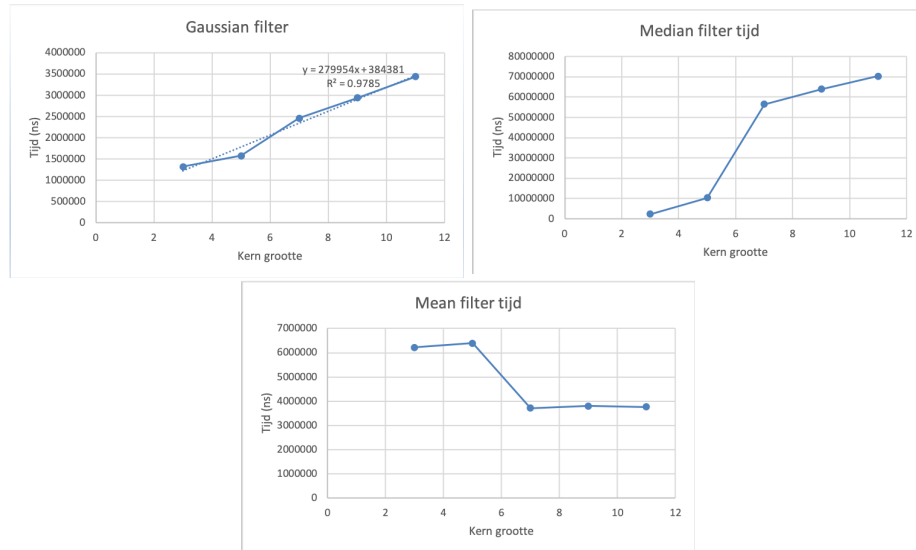 Gaussian filter
4000000
3500000
3000000
2500000
2000000
1500000
1000000
500000
0
Tijd (ns)
y = 279954x + 384381
R² = 0.9785
0 2 4 6 8 10 12
Kern grootte
Median filter tijd
80000000
70000000
60000000
50000000
40000000
30000000
20000000
10000000
0
Tijd (ns)
0 2 4 6 8 10 12
Kern grootte
Mean filter tijd
7000000
6000000
5000000
4000000
3000000
2000000
1000000
0
Tijd (ns)
0 2 4 6 8 10 12
Kern grootte